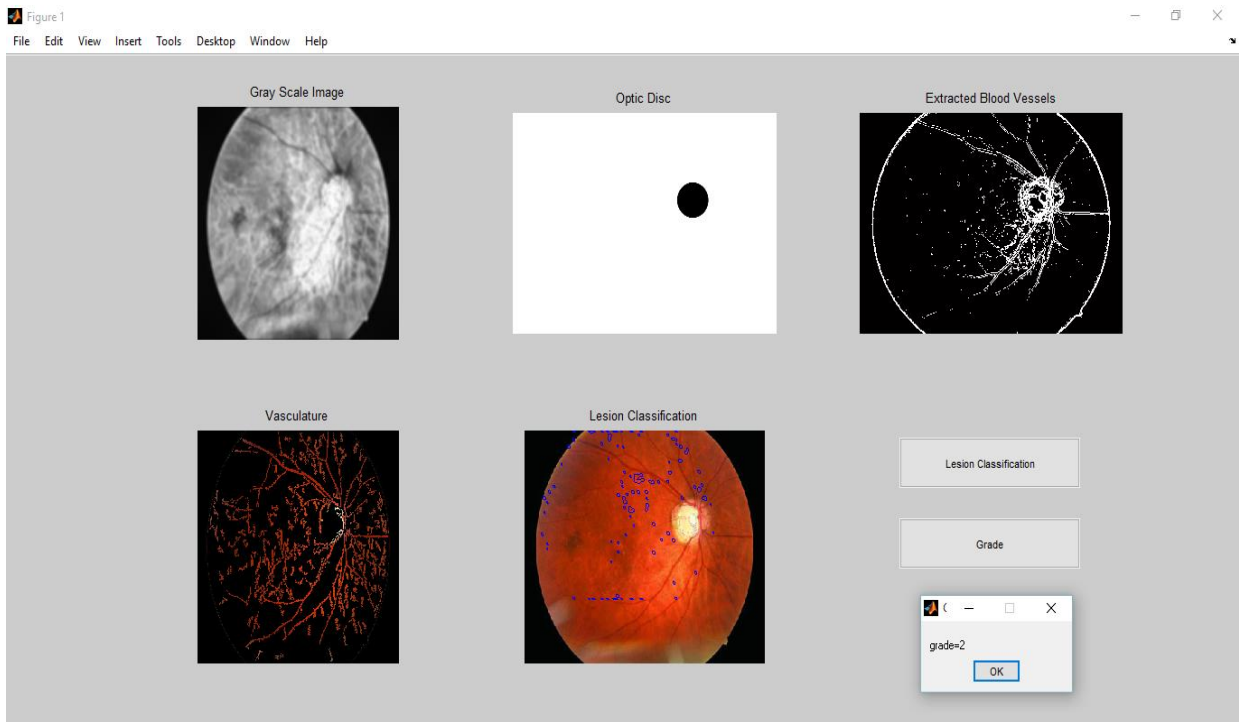 Figure 1
File Edit View Insert Tools Desktop Window Help
Gray Scale Image
Optic Disc
Extracted Blood Vessels
Vasculature
Lesion Classification
Lesion Classification
Grade
grade=2
OK